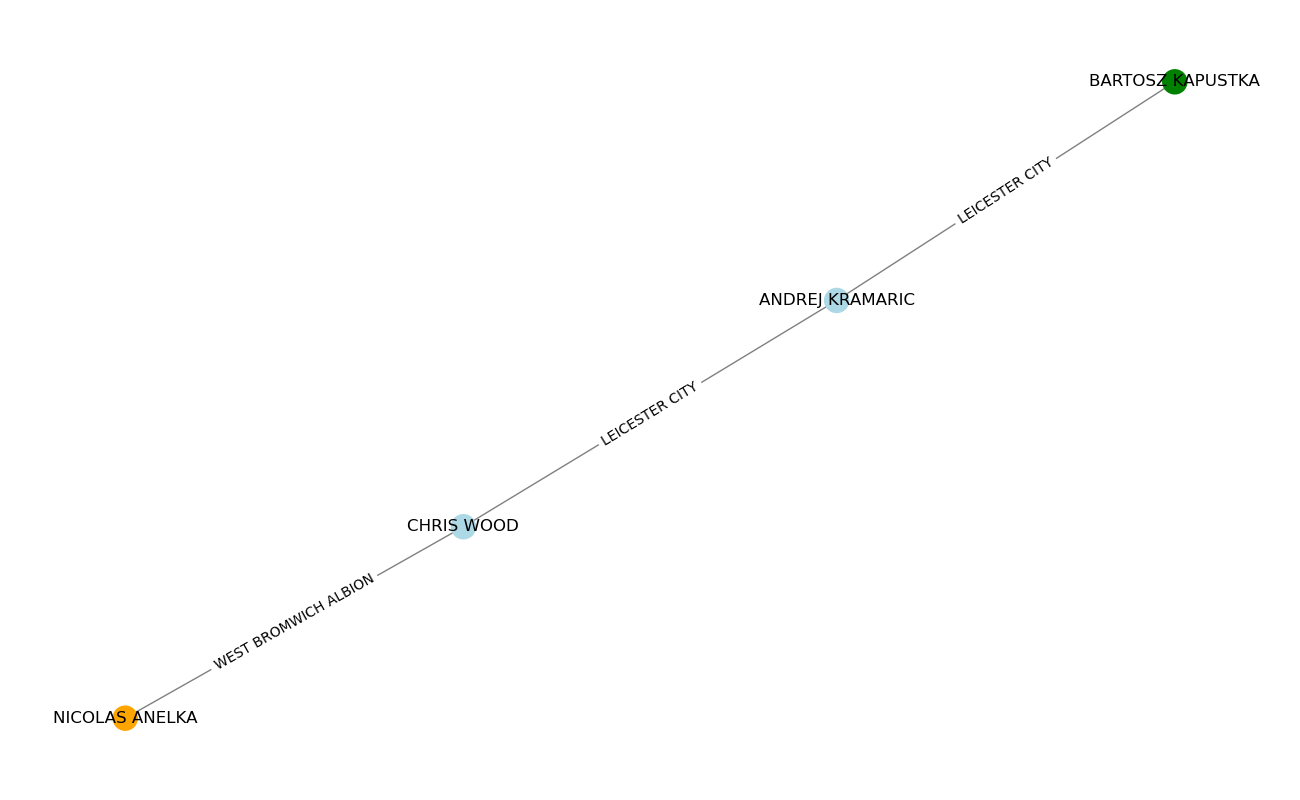 BARTOSZ KAPUSTKA
LEICESTER CITY
ANDREJ KRAMARIC
LEICESTER CITY
CHRIS WOOD
WEST BROMWICH ALBION
NICOLAS ANELKA